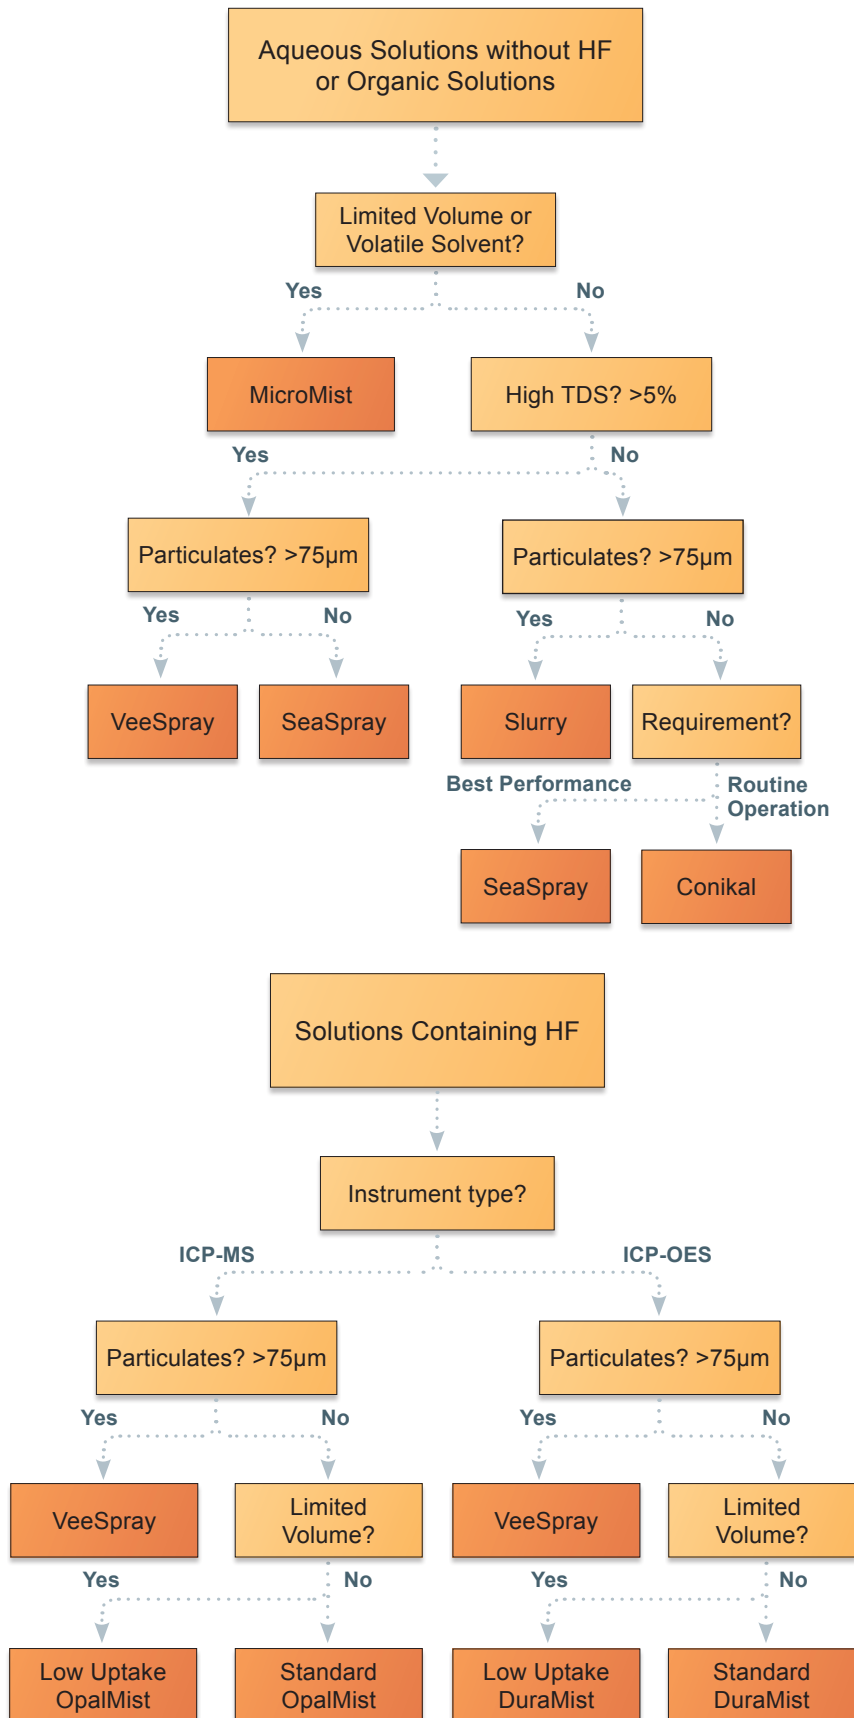 Aqueous Solutions without HF
or Organic Solutions
Limited Volume or
Volatile Solvent?
Yes
No
MicroMist
High TDS? >5%
Yes
No
Particulates? >75μm
Particulates? >75μm
Yes
No
Yes
No
VeeSpray
SeaSpray
Slurry
Requirement?
Best Performance
Routine
Operation
SeaSpray
Conikal
Solutions Containing HF
Instrument type?
ICP-MS
ICP-OES
Particulates? >75μm
Particulates? >75μm
Yes
No
Yes
No
VeeSpray
Limited
Volume?
VeeSpray
Limited
Volume?
Yes
No
Yes
No
Low Uptake
OpalMist
Standard
OpalMist
Low Uptake
DuraMist
Standard
DuraMist